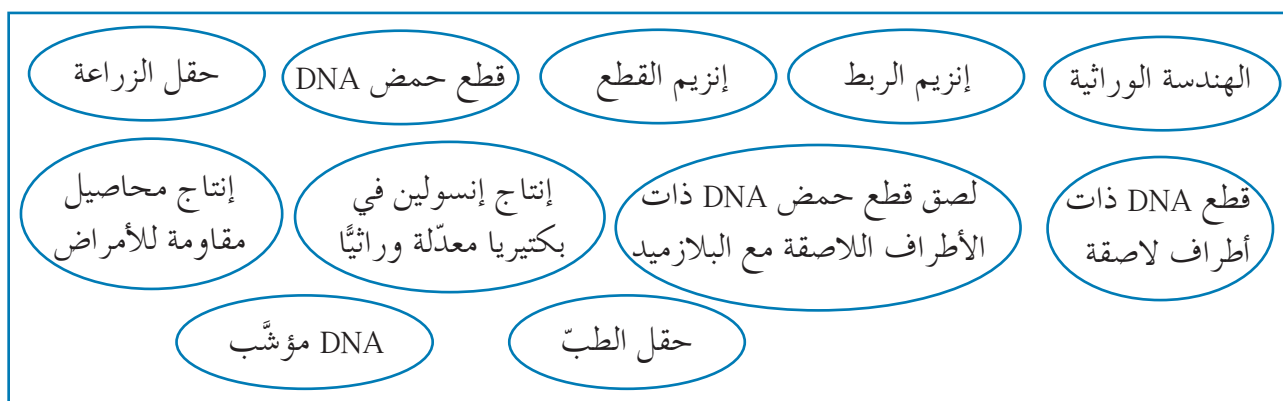 الهندسة الوراثية
إنزيم الربط
إنزيم القطع
قطع حمض DNA
حقل الزراعة
قطع DNA ذات
أطراف لاصقة
لصق قطع حمض DNA ذات
الأطراف اللاصقة مع البلازميد
إنتاج إنسولين في
بكتيريا معدّلة وراثيًّا
إنتاج محاصيل
مقاومة للأمراض
حقل الطبّ
DNA مؤشَّب